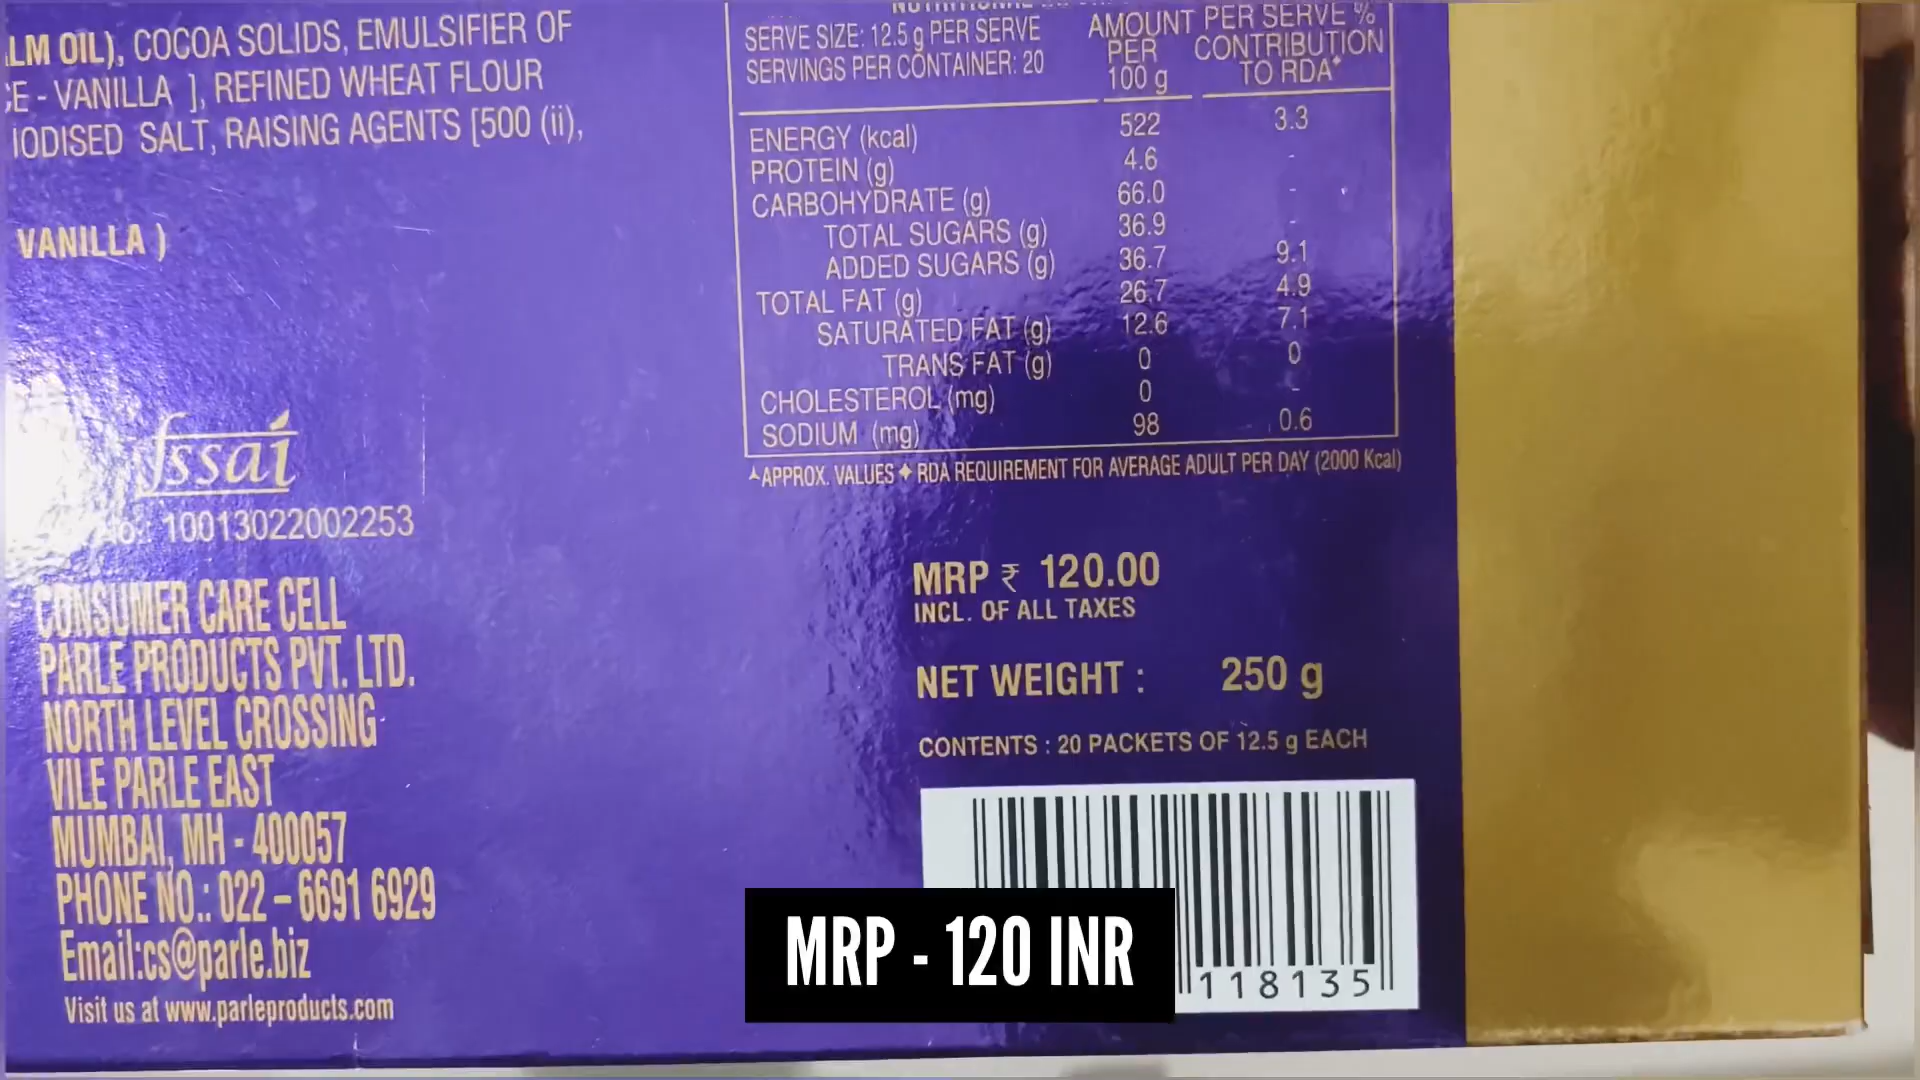 OIL), COCOA SOLIDS, EMULSIFIER OF
- VANILLA ], REFINED WHEAT FLOUR
IODISED SALT, RAISING AGENTS [500 (ii),
VANILLA )
fssai
10013022002253
CONSUMER CARE CELL
PARLE PRODUCTS PVT. LTD.
NORTH LEVEL CROSSING
VILE PARLE EAST
MUMBAI, MH - 400057
PHONE NO.: 022 – 6691 6929
Email:cs@parle.biz
Visit us at www.parleproducts.com
SERVE SIZE: 12.5 g PER SERVE
SERVINGS PER CONTAINER: 20
AMOUNT PER 100 g
PER SERVE % CONTRIBUTION TO RDA♦
ENERGY (kcal) 522 3.3
PROTEIN (g) 4.6 -
CARBOHYDRATE (g) 66.0 -
TOTAL SUGARS (g) 36.9 -
ADDED SUGARS (g) 36.7 9.1
TOTAL FAT (g) 26.7 4.9
SATURATED FAT (g) 12.6 7.1
TRANS FAT (g) 0 0
CHOLESTEROL (mg) 0 -
SODIUM (mg) 98 0.6
APPROX. VALUES ♦ RDA REQUIREMENT FOR AVERAGE ADULT PER DAY (2000 Kcal)
MRP ₹ 120.00
INCL. OF ALL TAXES
NET WEIGHT : 250 g
CONTENTS : 20 PACKETS OF 12.5 g EACH
118135
MRP - 120 INR